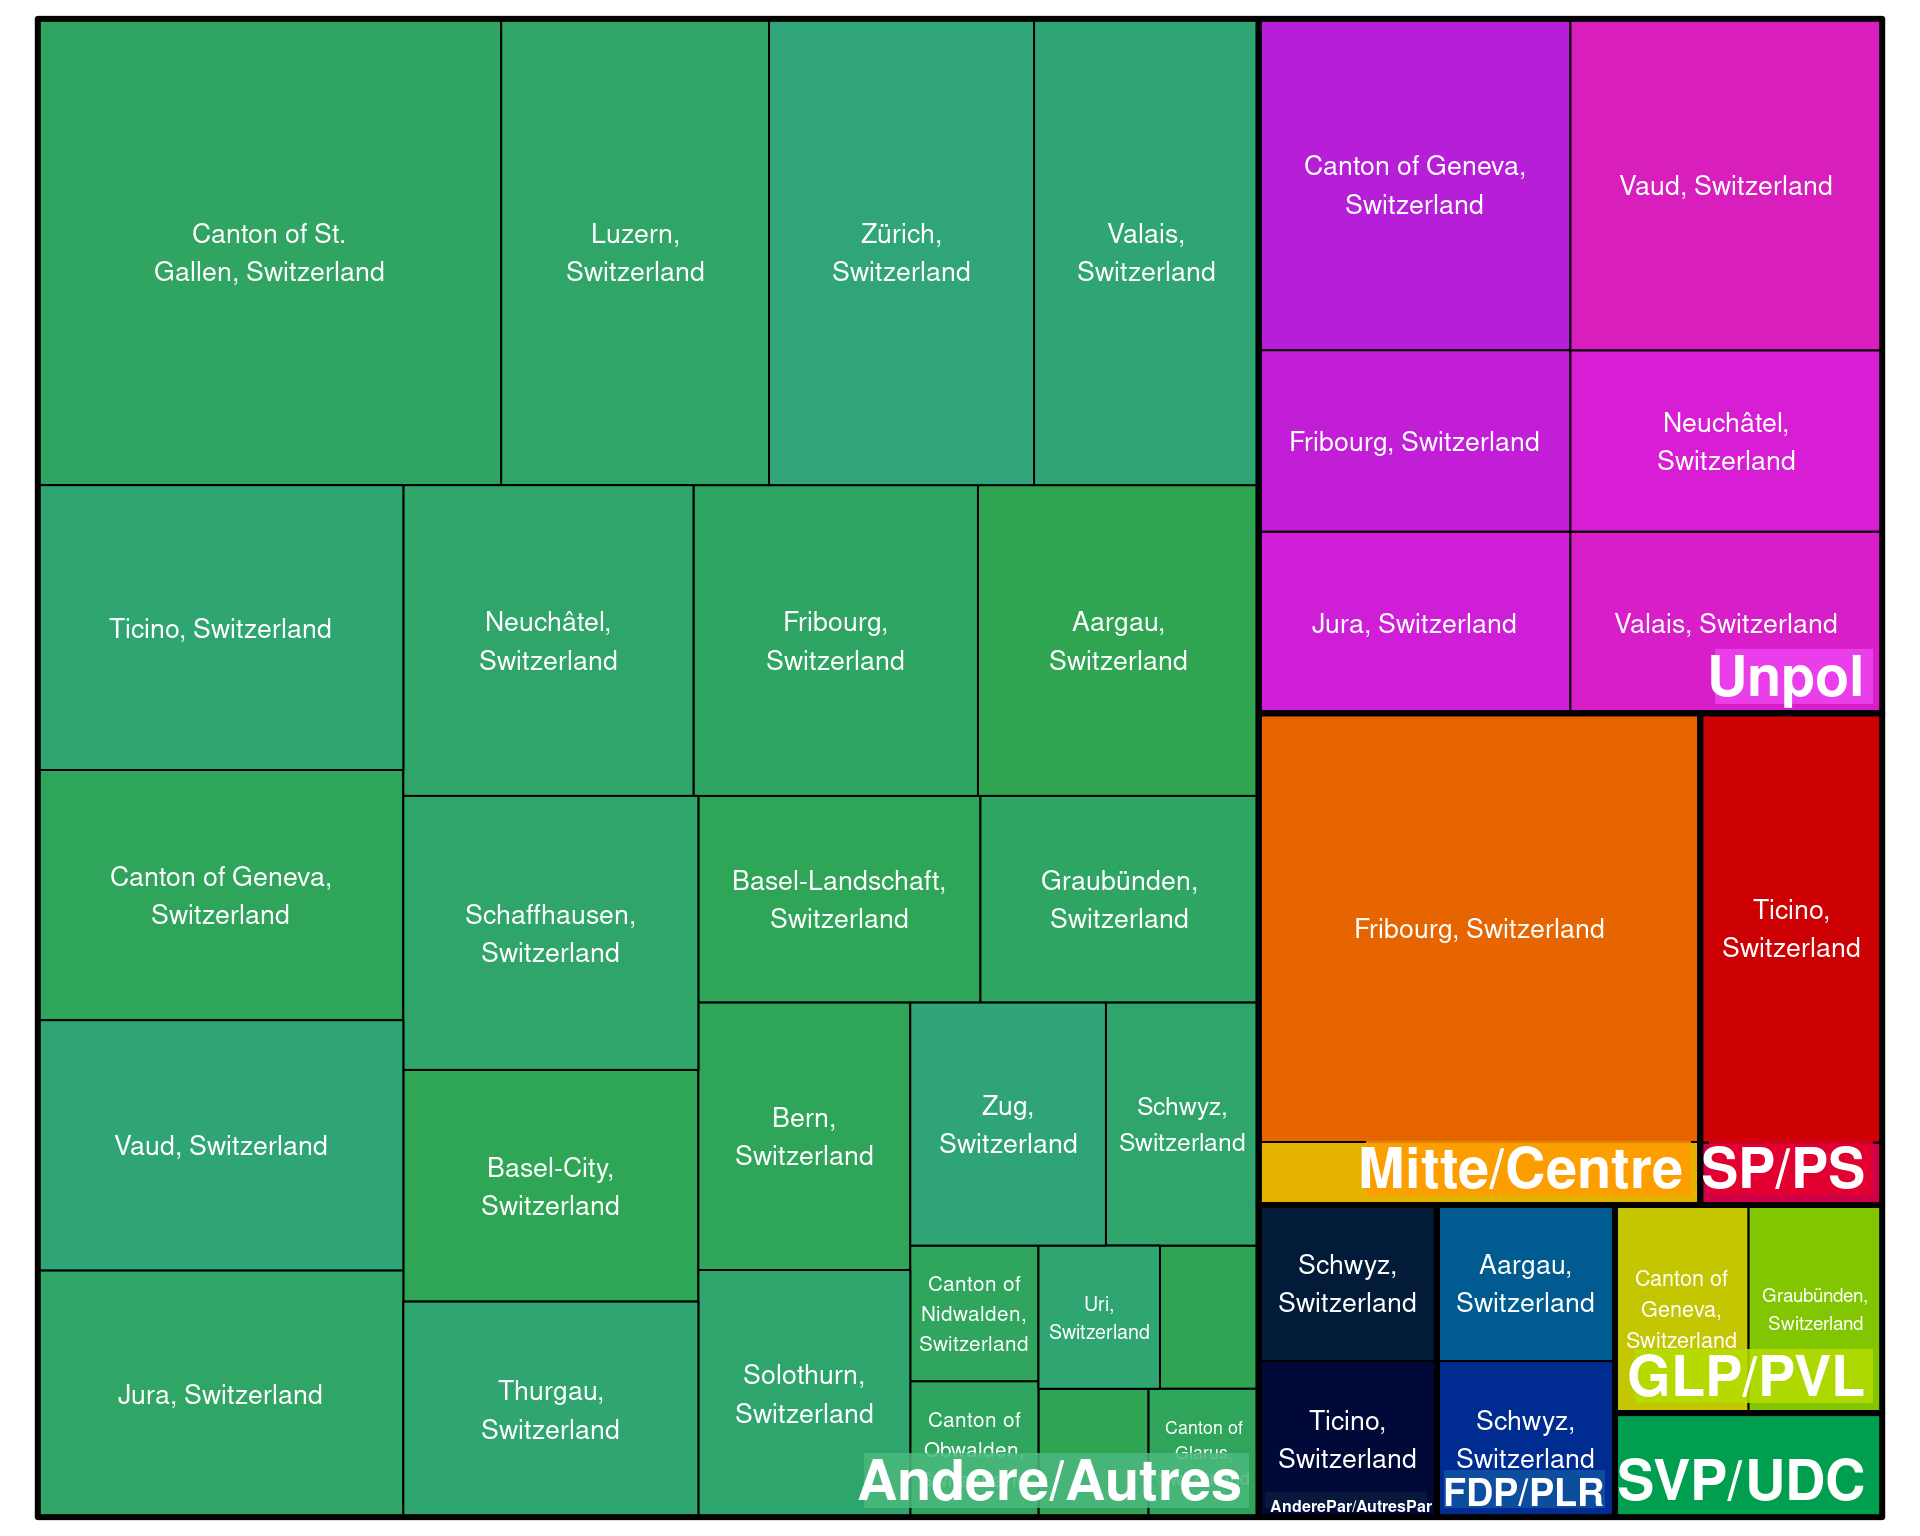 Canton of St.
Gallen, Switzerland
Luzern,
Switzerland
Zürich,
Switzerland
Valais,
Switzerland
Ticino, Switzerland
Neuchâtel,
Switzerland
Fribourg,
Switzerland
Aargau,
Switzerland
Canton of Geneva,
Switzerland
Schaffhausen,
Switzerland
Basel-Landschaft,
Switzerland
Graubünden,
Switzerland
Vaud, Switzerland
Basel-City,
Switzerland
Bern,
Switzerland
Zug,
Switzerland
Schwyz,
Switzerland
Jura, Switzerland
Thurgau,
Switzerland
Solothurn,
Switzerland
Canton of
Nidwalden,
Switzerland
Uri,
Switzerland
Canton of
Obwalden,
Canton of
Glarus,
Andere/Autres
Canton of Geneva,
Switzerland
Vaud, Switzerland
Fribourg, Switzerland
Neuchâtel,
Switzerland
Jura, Switzerland
Valais, Switzerland
Unpol
Fribourg, Switzerland
Mitte/Centre
Ticino,
Switzerland
SP/PS
Schwyz,
Switzerland
Ticino,
Switzerland
AnderePar/AutresPar
Aargau,
Switzerland
Schwyz,
Switzerland
FDP/PLR
Canton of
Geneva,
Switzerland
Graubünden,
Switzerland
GLP/PVL
SVP/UDC